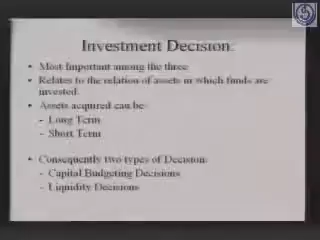 Investment Decision
• Most Important among the three
• Relates to the relation of assets in which funds are
invested.
• Assets acquired can be
- Long Term
- Short Term
• Consequently two types of Decision:
- Capital Budgeting Decisions
- Liquidity Decisions